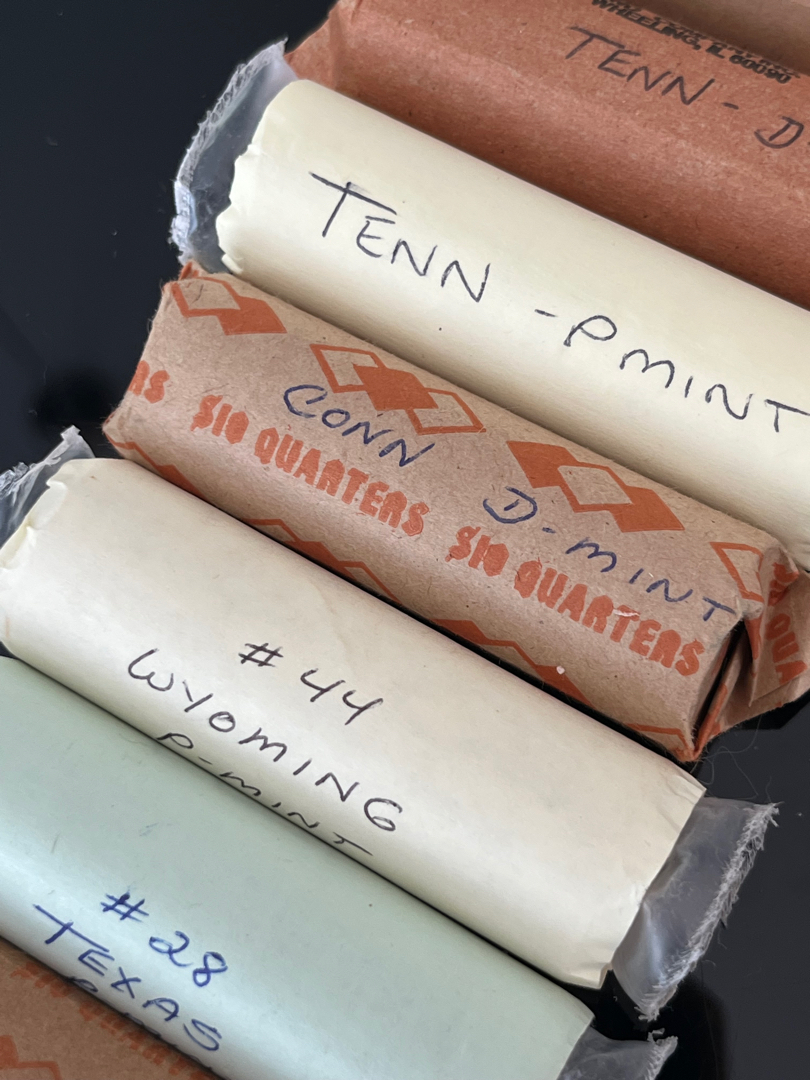 WHEELING, IL 60090
TENN - D
TENN - P MINT
CONN
$10 QUARTERS $10 QUARTERS
D-MINT
#44
WYOMING
P-MINT
#28
TEXAS